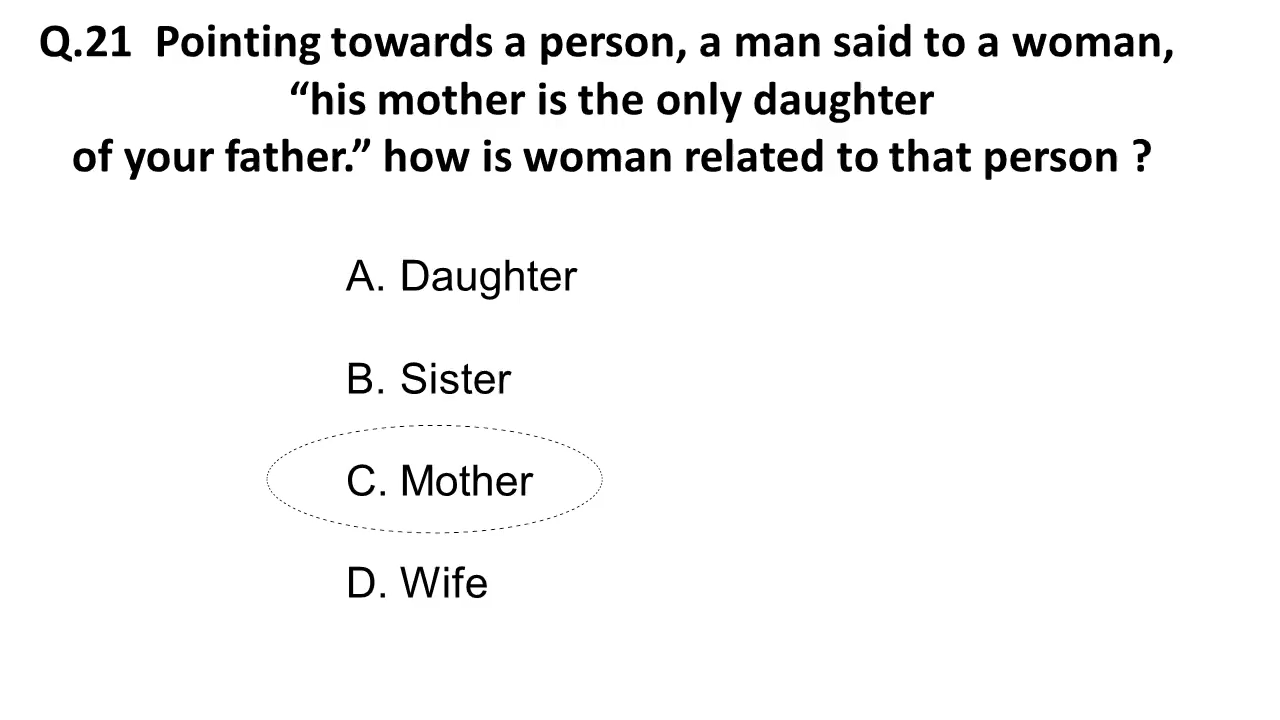 Q.21 Pointing towards a person, a man said to a woman,
“his mother is the only daughter
of your father.” how is woman related to that person ?
A. Daughter
B. Sister
C. Mother
D. Wife